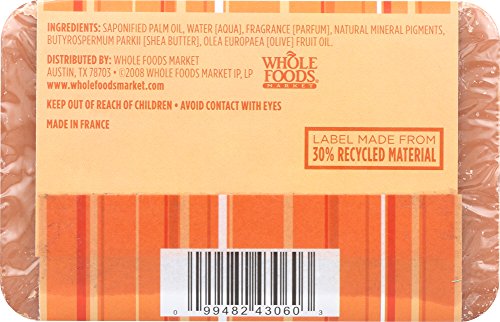 INGREDIENTS: SAPONIFIED PALM OIL, WATER [AQUA], FRAGRANCE [PARFUM], NATURAL MINERAL PIGMENTS,
BUTYROSPERMUM PARKII [SHEA BUTTER], OLEA EUROPAEA [OLIVE] FRUIT OIL.
DISTRIBUTED BY: WHOLE FOODS MARKET
AUSTIN, TX 78703 • ©2008 WHOLE FOODS MARKET IP, LP
www.wholefoodsmarket.com
WHOLE
FOODS
MARKET
KEEP OUT OF REACH OF CHILDREN • AVOID CONTACT WITH EYES
MADE IN FRANCE
LABEL MADE FROM
30% RECYCLED MATERIAL
0 99482 43060 3